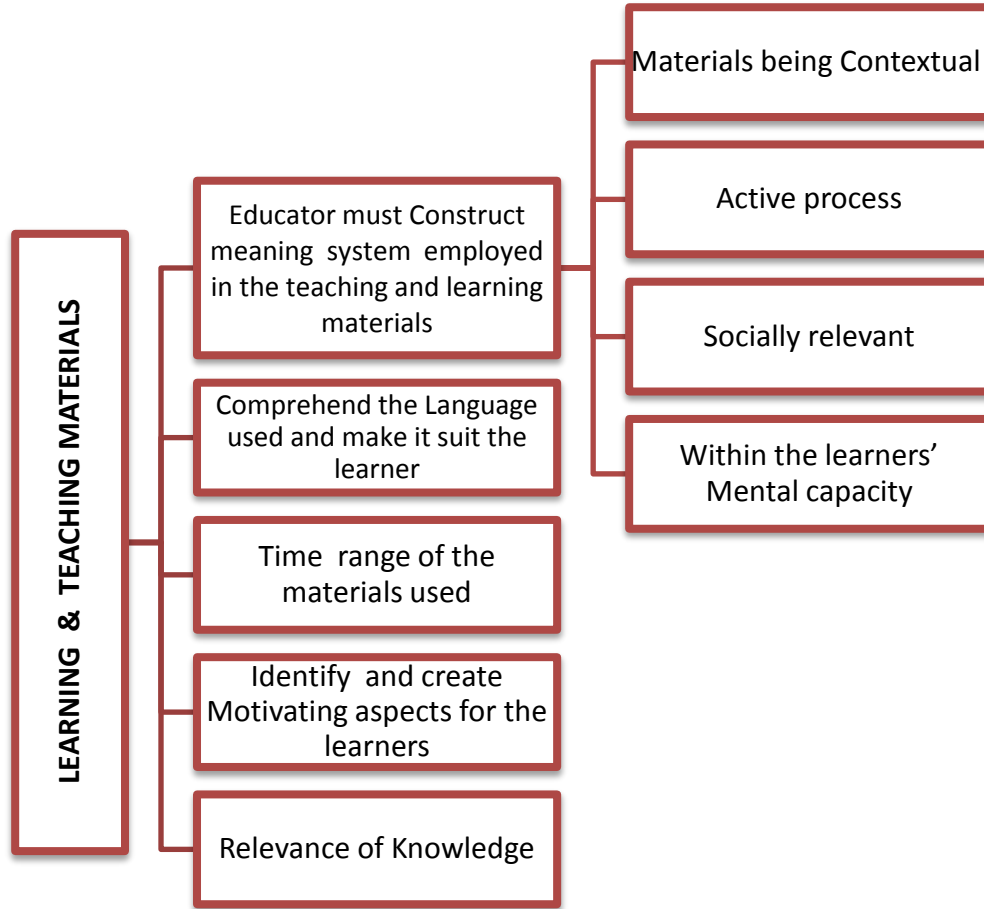 LEARNING & TEACHING MATERIALS
Educator must Construct
meaning system employed
in the teaching and learning
materials
Comprehend the Language
used and make it suit the
learner
Time range of the
materials used
Identify and create
Motivating aspects for the
learners
Relevance of Knowledge
Materials being Contextual
Active process
Socially relevant
Within the learners’
Mental capacity